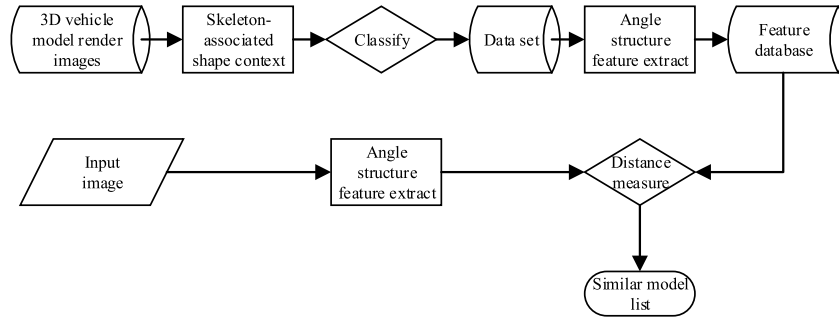 3D vehicle
model render
images
Skeleton-
associated
shape context
Classify
Data set
Angle
structure
feature extract
Feature
database
Input
image
Angle
structure
feature extract
Distance
measure
Similar model
list